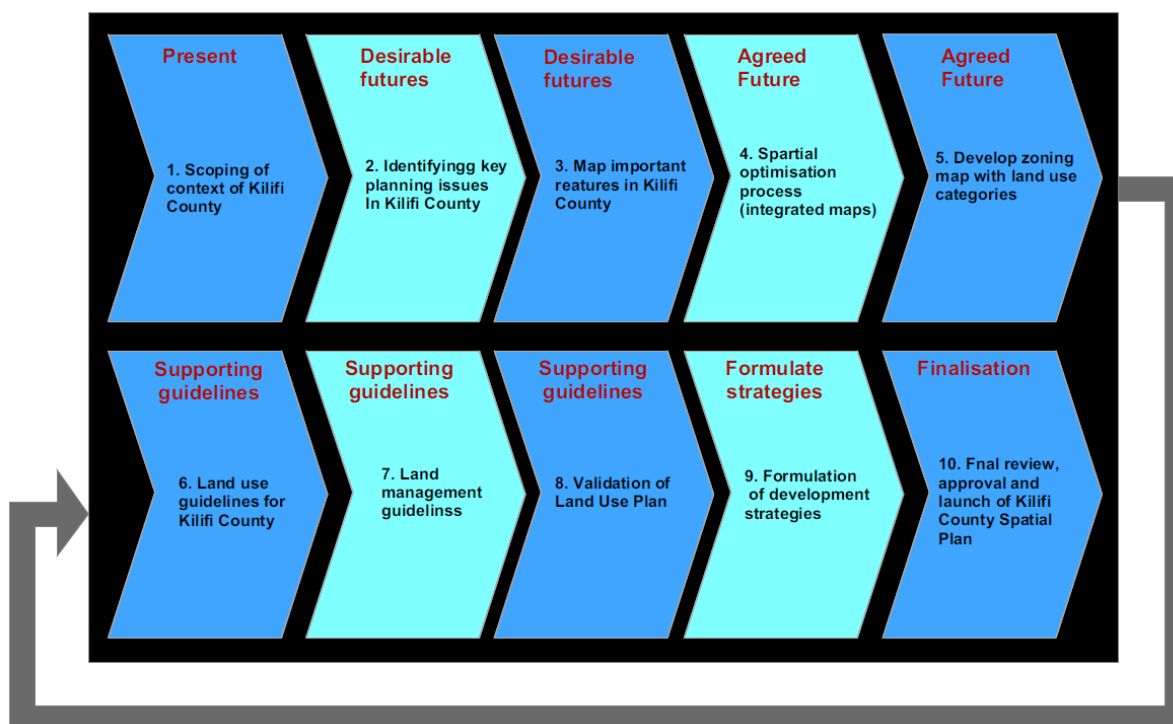 Present
1. Scoping of
context of Kilifi
County
Desirable
futures
2. Identifyingg key
planning issues
In Kilifi County
Desirable
futures
3. Map important
reatures in Kilifi
County
Agreed
Future
4. Spartial
optimisation
process
(integrated maps)
Agreed
Future
5. Develop zoning
map with land use
categories
Supporting
guidelines
6. Land use
guidelines for
Kilifi County
Supporting
guidelines
7. Land
management
guidelinss
Supporting
guidelines
8. Validation of
Land Use Plan
Formulate
strategies
9. Formulation
of development
strategies
Finalisation
10. Fnal review,
approval and
launch of Kilifi
County Spatial
Plan